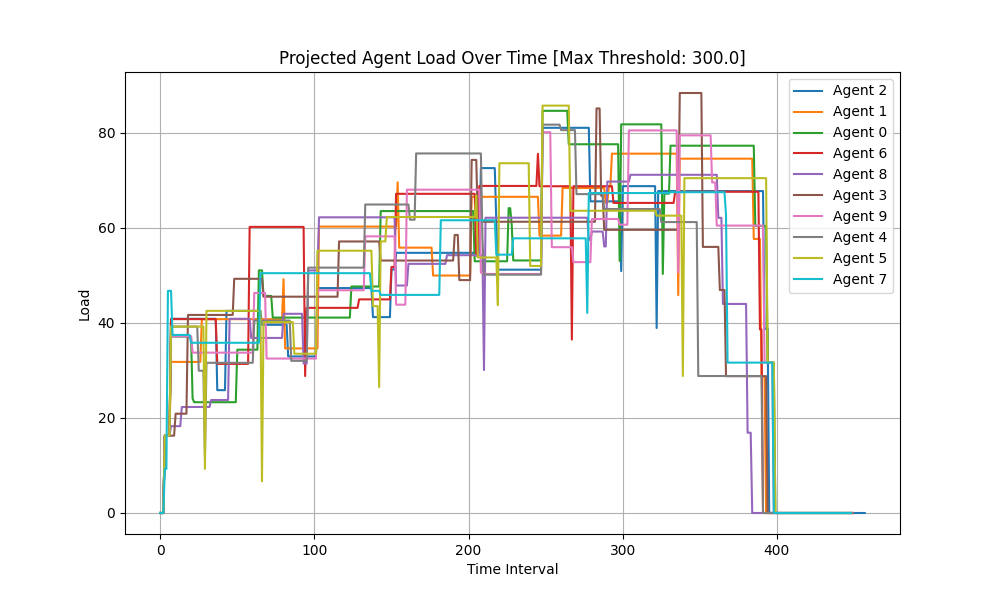 Projected Agent Load Over Time [Max Threshold: 300.0]
Load
80
60
40
20
0
0 100 200 300 400
Time Interval
Agent 2
Agent 1
Agent 0
Agent 6
Agent 8
Agent 3
Agent 9
Agent 4
Agent 5
Agent 7